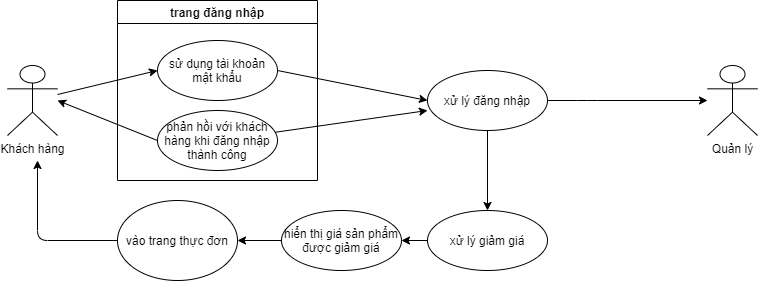 trang đăng nhập
sử dụng tài khoản
mật khẩu
phản hồi với khách
hàng khi đăng nhập
thành công
Khách hàng
xử lý đăng nhập
Quản lý
vào trang thực đơn
hiển thị giá sản phẩm
được giảm giá
xử lý giảm giá